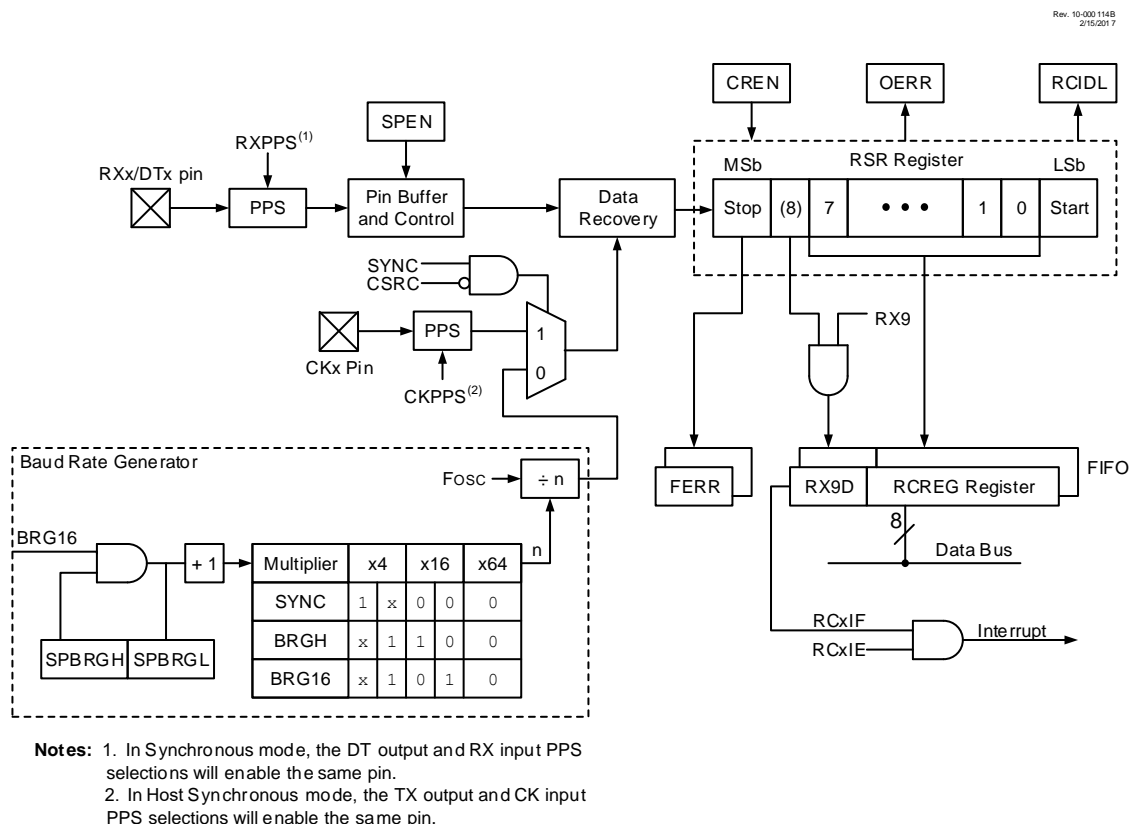 Rev. 10-000 114B
2/15/201 7
CREN
OERR
RCIDL
SPEN
RXPPS(1)
RXx/DTx pin
PPS
Pin Buffer
and Control
Data
Recovery
MSb
RSR Register
LSb
Stop
(8)
7
• • •
1
0
Start
SYNC
CSRC
PPS
CKx Pin
CKPPS(2)
1
0
RX9
Baud Rate Generator
Fosc
÷ n
n
BRG16
+ 1
SPBRGH
SPBRGL
Multiplier x4 x16 x64
SYNC 1 x 0 0 0
BRGH x 1 1 0 0
BRG16 x 1 0 1 0
FERR
RX9D
RCREG Register
FIFO
8
Data Bus
RCxIF
RCxIE
Interrupt
Notes: 1. In Synchronous mode, the DT output and RX input PPS
selections will enable the same pin.
2. In Host Synchronous mode, the TX output and CK input
PPS selections will enable the same pin.